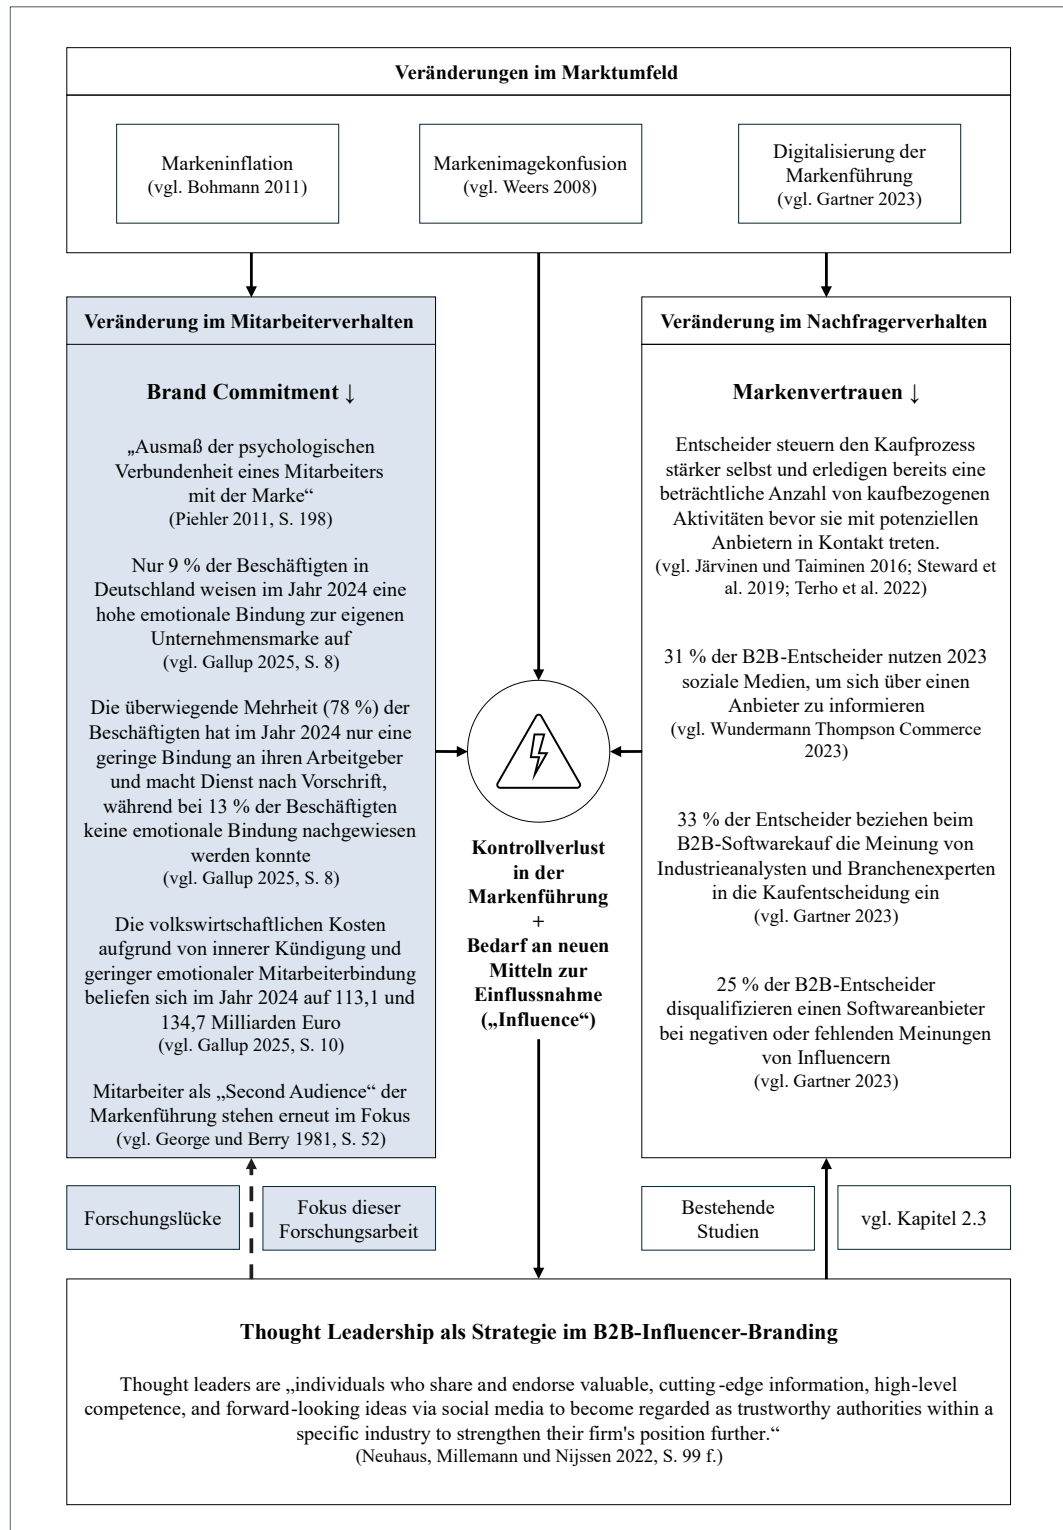 Veränderungen im Marktumfeld
Markeninflation
(vgl. Bohmann 2011)
Markenimagekonfusion
(vgl. Weers 2008)
Digitalisierung der
Markenführung
(vgl. Gartner 2023)
Veränderung im Mitarbeiterverhalten
Brand Commitment ↓
„Ausmaß der psychologischen
Verbundenheit eines Mitarbeiters
mit der Marke“
(Piehler 2011, S. 198)
Nur 9 % der Beschäftigten in
Deutschland weisen im Jahr 2024 eine
hohe emotionale Bindung zur eigenen
Unternehmensmarke auf
(vgl. Gallup 2025, S. 8)
Die überwiegende Mehrheit (78 %) der
Beschäftigten hat im Jahr 2024 nur eine
geringe Bindung an ihren Arbeitgeber
und macht Dienst nach Vorschrift,
während bei 13 % der Beschäftigten
keine emotionale Bindung nachgewiesen
werden konnte
(vgl. Gallup 2025, S. 8)
Die volkswirtschaftlichen Kosten
aufgrund von innerer Kündigung und
geringer emotionaler Mitarbeiterbindung
beliefen sich im Jahr 2024 auf 113,1 und
134,7 Milliarden Euro
(vgl. Gallup 2025, S. 10)
Mitarbeiter als „Second Audience“ der
Markenführung stehen erneut im Fokus
(vgl. George und Berry 1981, S. 52)
Kontrollverlust
in der
Markenführung
+
Bedarf an neuen
Mitteln zur
Einflussnahme
(„Influence“)
Veränderung im Nachfragerverhalten
Markenvertrauen ↓
Entscheider steuern den Kaufprozess
stärker selbst und erledigen bereits eine
beträchtliche Anzahl von kaufbezogenen
Aktivitäten bevor sie mit potenziellen
Anbietern in Kontakt treten.
(vgl. Järvinen und Taiminen 2016; Steward et
al. 2019; Terho et al. 2022)
31 % der B2B-Entscheider nutzen 2023
soziale Medien, um sich über einen
Anbieter zu informieren
(vgl. Wundermann Thompson Commerce
2023)
33 % der Entscheider beziehen beim
B2B-Softwarekauf die Meinung von
Industrieanalysten und Branchenexperten
in die Kaufentscheidung ein
(vgl. Gartner 2023)
25 % der B2B-Entscheider
disqualifizieren einen Softwareanbieter
bei negativen oder fehlenden Meinungen
von Influencern
(vgl. Gartner 2023)
Forschungslücke
Fokus dieser
Forschungsarbeit
Bestehende
Studien
vgl. Kapitel 2.3
Thought Leadership als Strategie im B2B-Influencer-Branding
Thought leaders are „individuals who share and endorse valuable, cutting-edge information, high-level
competence, and forward-looking ideas via social media to become regarded as trustworthy authorities within a
specific industry to strengthen their firm's position further.“
(Neuhaus, Millemann und Nijssen 2022, S. 99 f.)